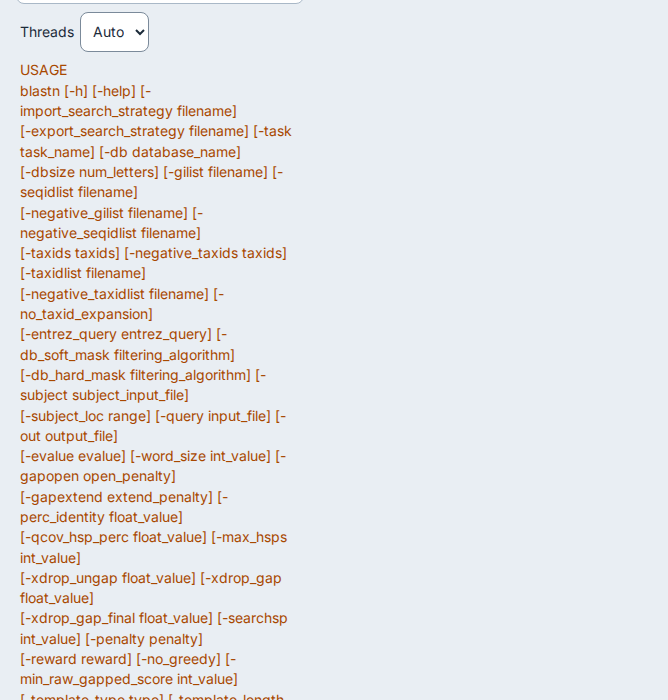 Threads Auto
USAGE
blastn [-h] [-help] [-
import_search_strategy filename]
[-export_search_strategy filename] [-task
task_name] [-db database_name]
[-dbsize num_letters] [-gilist filename] [-
seqidlist filename]
[-negative_gilist filename] [-
negative_seqidlist filename]
[-taxids taxids] [-negative_taxids taxids]
[-taxidlist filename]
[-negative_taxidlist filename] [-
no_taxid_expansion]
[-entrez_query entrez_query] [-
db_soft_mask filtering_algorithm]
[-db_hard_mask filtering_algorithm] [-
subject subject_input_file]
[-subject_loc range] [-query input_file] [-
out output_file]
[-evalue evalue] [-word_size int_value] [-
gapopen open_penalty]
[-gapextend extend_penalty] [-
perc_identity float_value]
[-qcov_hsp_perc float_value] [-max_hsps
int_value]
[-xdrop_ungap float_value] [-xdrop_gap
float_value]
[-xdrop_gap_final float_value] [-searchsp
int_value] [-penalty penalty]
[-reward reward] [-no_greedy] [-
min_raw_gapped_score int_value]
[-template_type type] [-template_length